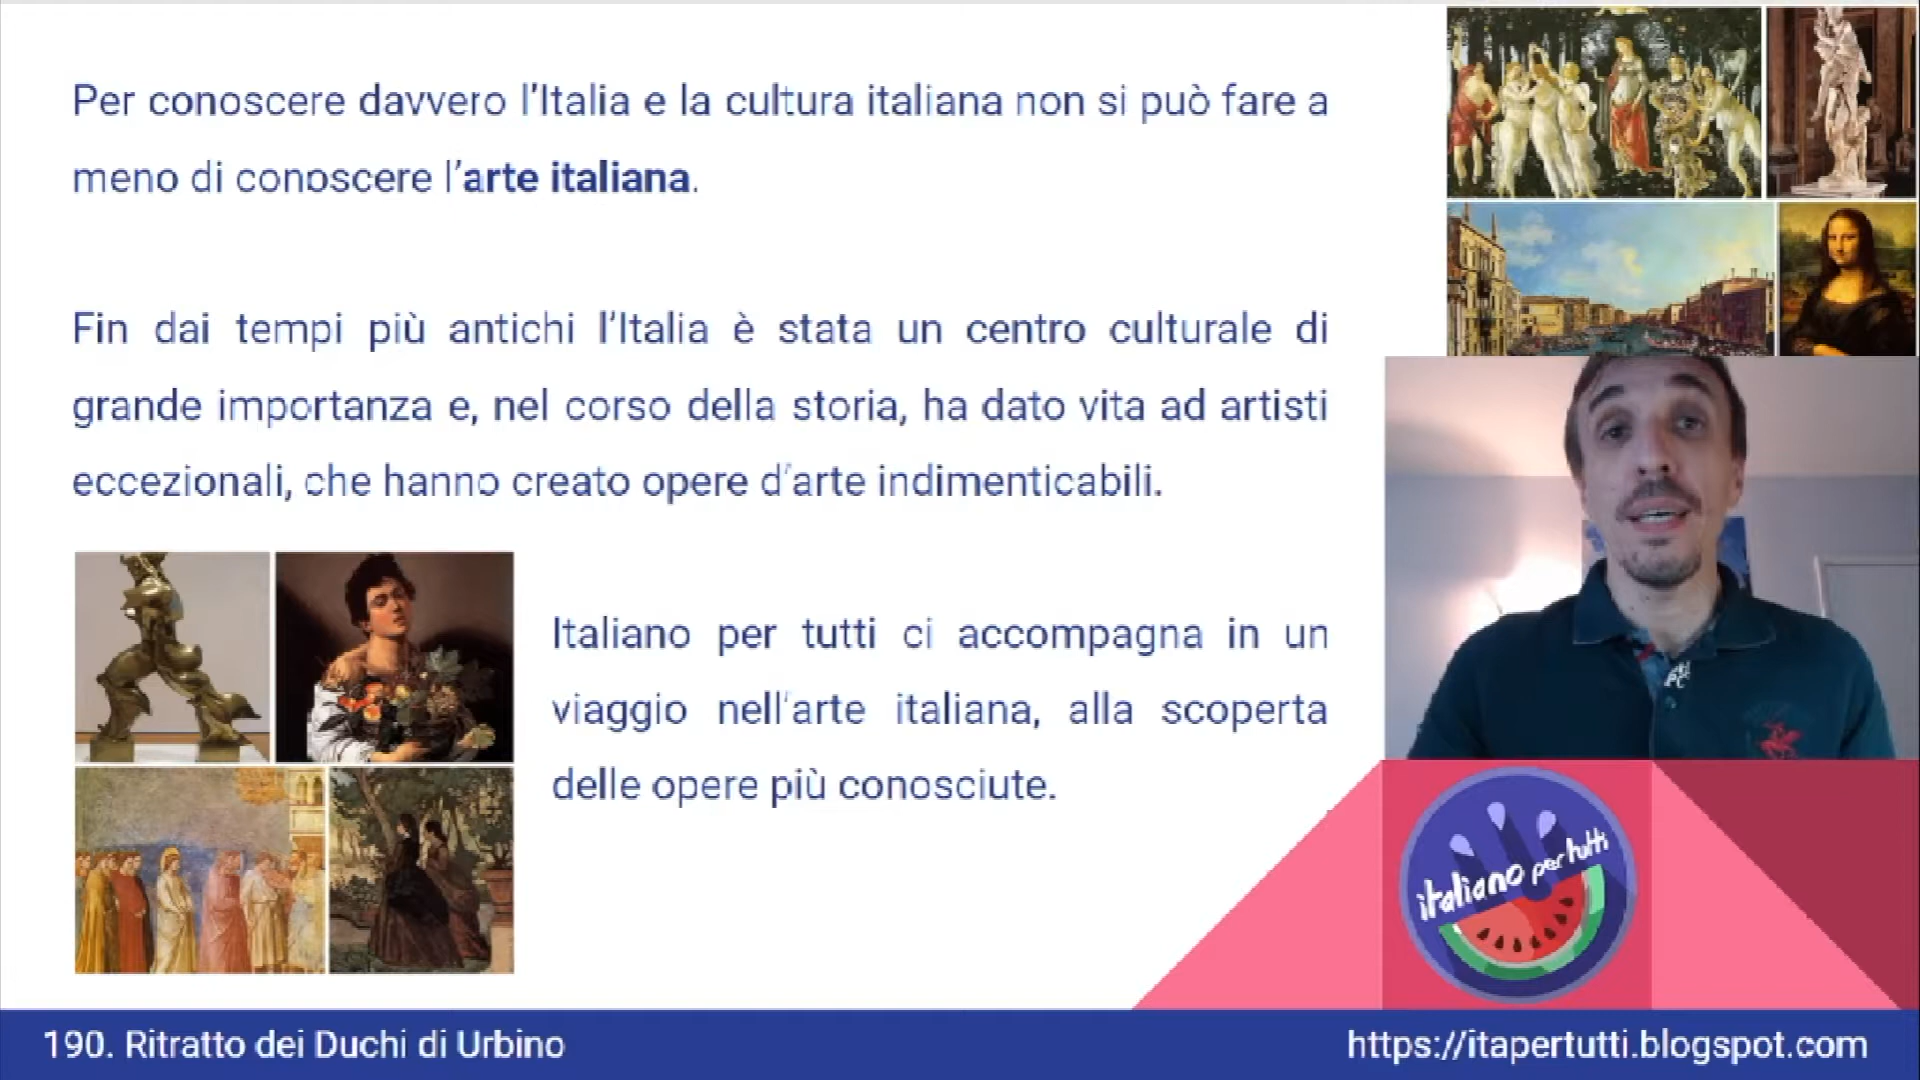 Per conoscere davvero l'Italia e la cultura italiana non si può fare a
meno di conoscere l'arte italiana.
Fin dai tempi più antichi l'Italia è stata un centro culturale di
grande importanza e, nel corso della storia, ha dato vita ad artisti
eccezionali, che hanno creato opere d'arte indimenticabili.
Italiano per tutti ci accompagna in un
viaggio nell'arte italiana, alla scoperta
delle opere più conosciute.
italiano per tutti
190. Ritratto dei Duchi di Urbino
https://itapertutti.blogspot.com